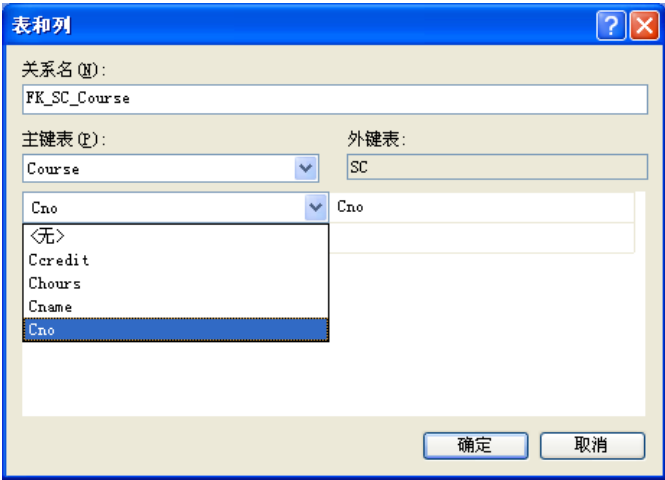 表和列
关系名(N):
FK_SC_Course
主键表(P):
外键表:
Course
SC
Cno
Cno
<无>
Ccredit
Chours
Cname
Cno
确定
取消